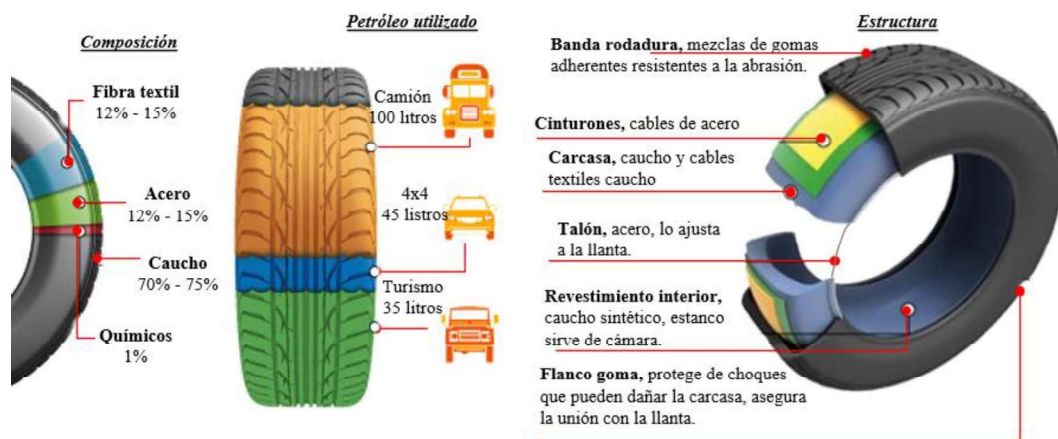 Composición
Fibra textil
12% - 15%
Acero
12% - 15%
Caucho
70% - 75%
Químicos
1%
Petróleo utilizado
Camión
100 litros
4x4
45 listros
Turismo
35 litros
Estructura
Banda rodadura, mezclas de gomas
adherentes resistentes a la abrasión.
Cinturones, cables de acero
Carcasa, caucho y cables
textiles caucho
Talón, acero, lo ajusta
a la llanta.
Revestimiento interior,
caucho sintético, estanco
sirve de cámara.
Flanco goma, protege de choques
que pueden dañar la carcasa, asegura
la unión con la llanta.